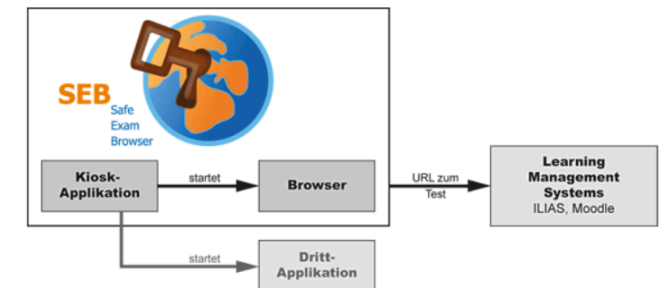 SEB
Safe
Exam
Browser
Kiosk-
Applikation
startet
Browser
URL zum
Test
Learning
Management
Systems
ILIAS, Moodle
startet
Dritt-
Applikation